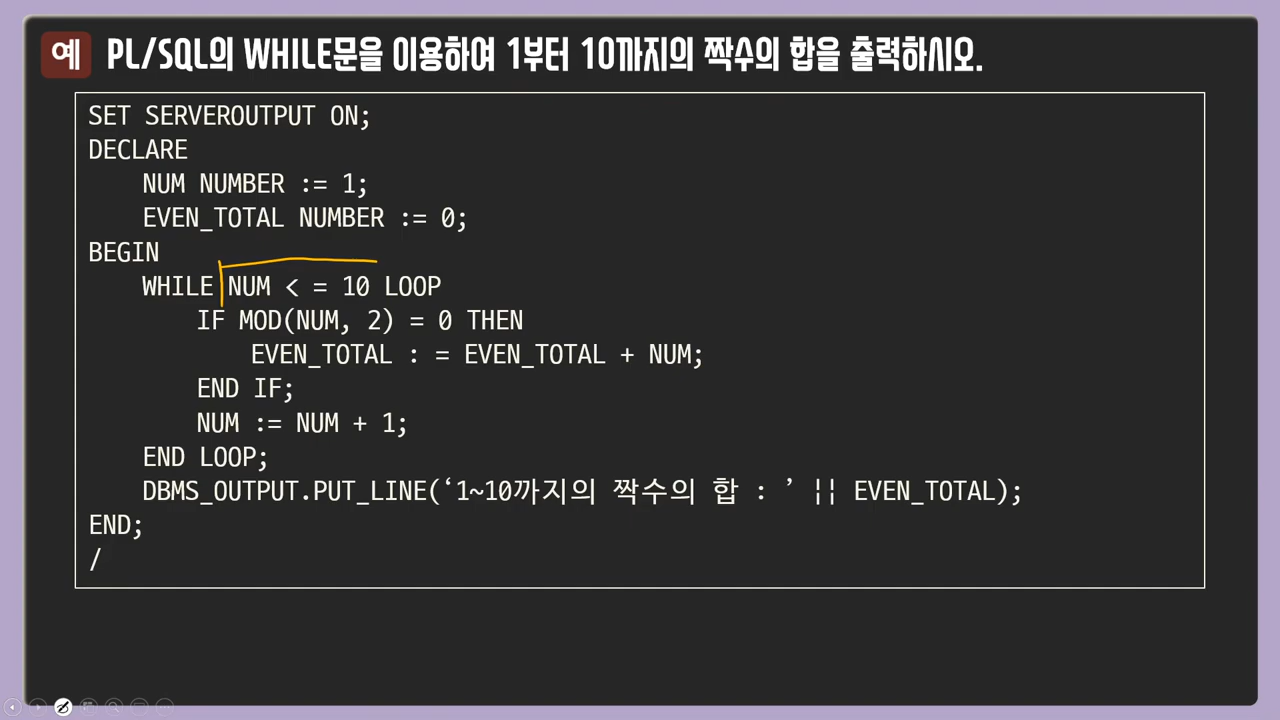 예 PL/SQL의 WHILE문을 이용하여 1부터 10까지의 짝수의 합을 출력하시오.
SET SERVEROUTPUT ON;
DECLARE
NUM NUMBER := 1;
EVEN_TOTAL NUMBER := 0;
BEGIN
WHILE NUM < = 10 LOOP
IF MOD(NUM, 2) = 0 THEN
EVEN_TOTAL : = EVEN_TOTAL + NUM;
END IF;
NUM := NUM + 1;
END LOOP;
DBMS_OUTPUT.PUT_LINE(‘1~10까지의 짝수의 합 : ’ || EVEN_TOTAL);
END;
/